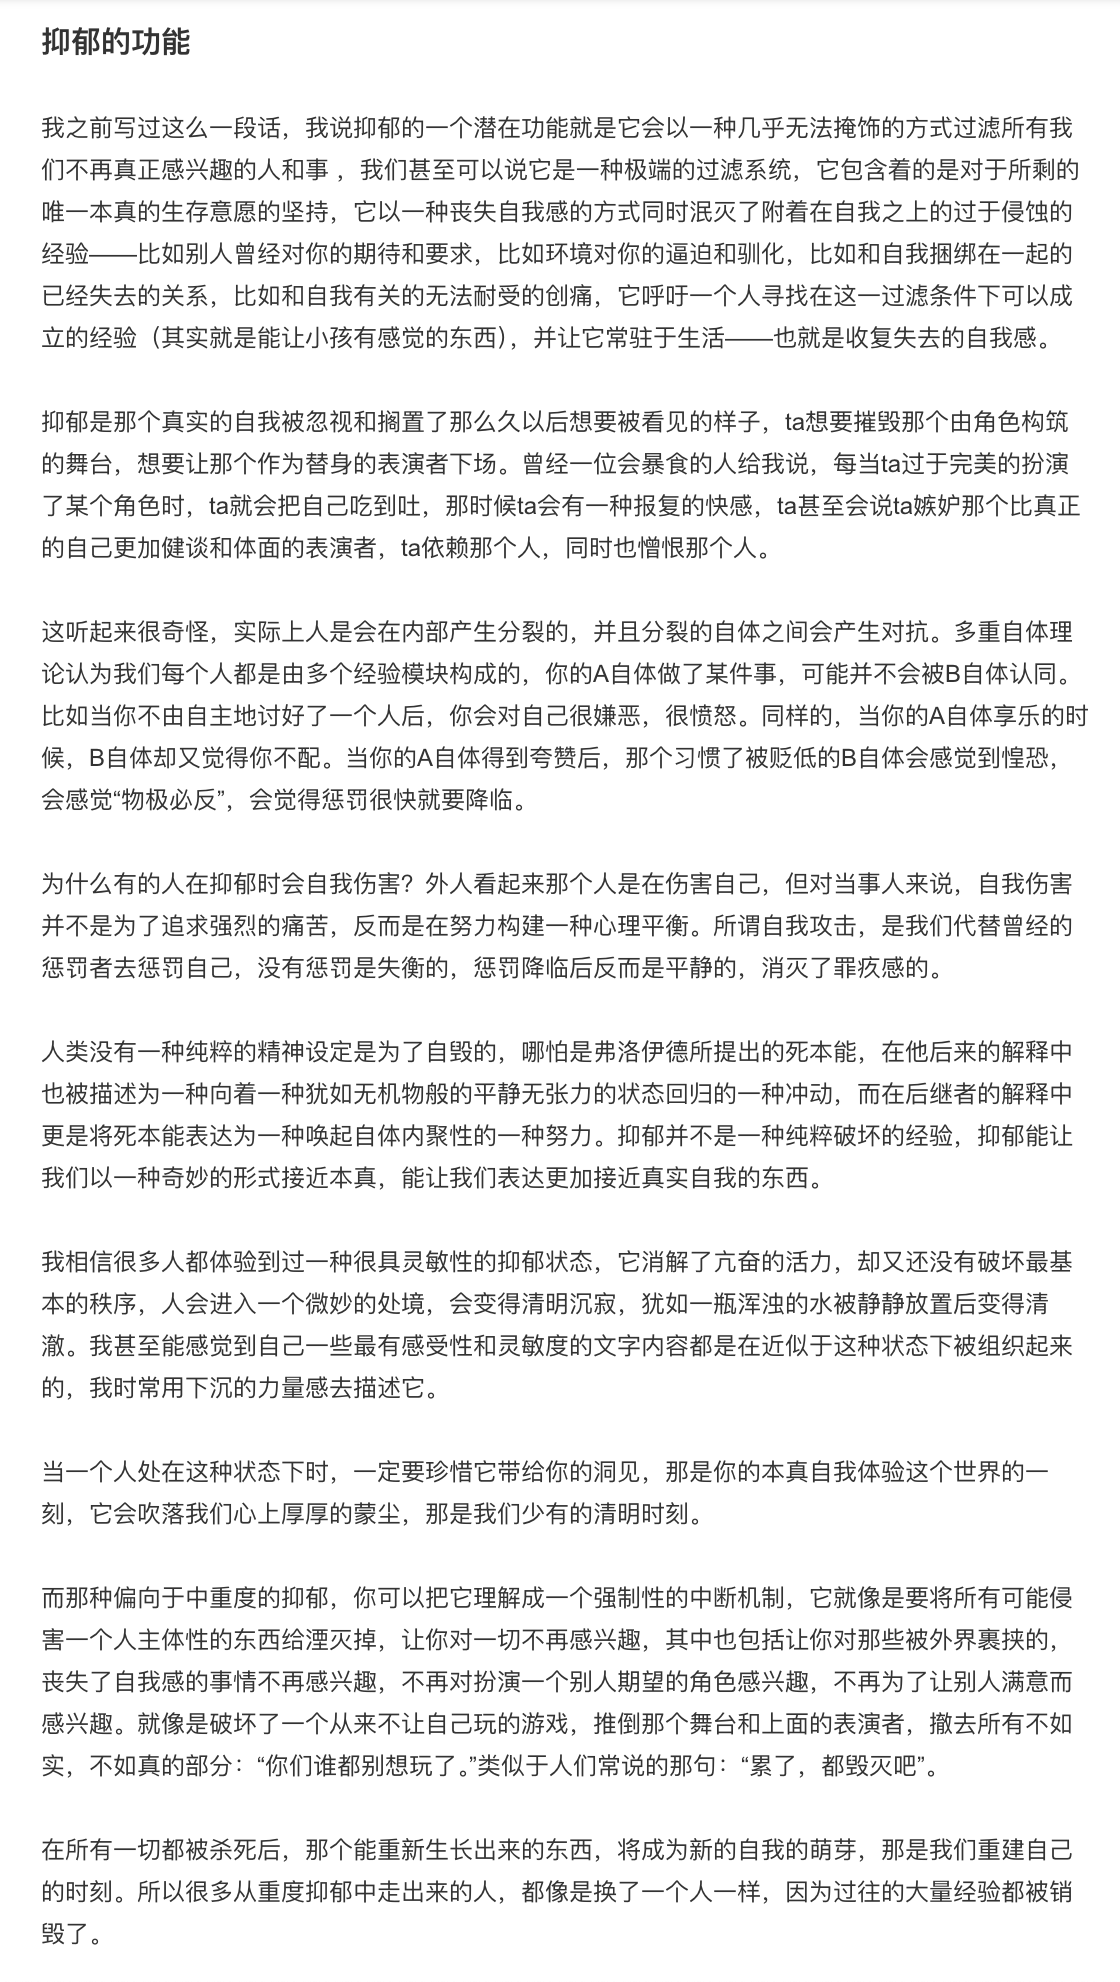 抑郁的功能
我之前写过这么一段话，我说抑郁的一个潜在功能就是它会以一种几乎无法掩饰的方式过滤所有我
们不再真正感兴趣的人和事 ，我们甚至可以说它是一种极端的过滤系统，它包含着的是对于所剩的
唯一本真的生存意愿的坚持，它以一种丧失自我感的方式同时泯灭了附着在自我之上的过于侵蚀的
经验——比如别人曾经对你的期待和要求，比如环境对你的逼迫和驯化，比如和自我捆绑在一起的
已经失去的关系，比如和自我有关的无法耐受的创痛，它呼吁一个人寻找在这一过滤条件下可以成
立的经验（其实就是能让小孩有感觉的东西），并让它常驻于生活——也就是收复失去的自我感。
抑郁是那个真实的自我被忽视和搁置了那么久以后想要被看见的样子，ta想要摧毁那个由角色构筑
的舞台，想要让那个作为替身的表演者下场。曾经一位会暴食的人给我说，每当ta过于完美的扮演
了某个角色时，ta就会把自己吃到吐，那时候ta会有一种报复的快感，ta甚至会说ta嫉妒那个比真正
的自己更加健谈和体面的表演者，ta依赖那个人，同时也憎恨那个人。
这听起来很奇怪，实际上人是会在内部产生分裂的，并且分裂的自体之间会产生对抗。多重自体理
论认为我们每个人都是由多个经验模块构成的，你的A自体做了某件事，可能并不会被B自体认同。
比如当你不由自主地讨好了一个人后，你会对自己很嫌恶，很愤怒。同样的，当你的A自体享乐的时
候，B自体却又觉得你不配。当你的A自体得到夸赞后，那个习惯了被贬低的B自体会感觉到惶恐，
会感觉“物极必反”，会觉得惩罚很快就要降临。
为什么有的人在抑郁时会自我伤害？外人看起来那个人是在伤害自己，但对当事人来说，自我伤害
并不是为了追求强烈的痛苦，反而是在努力构建一种心理平衡。所谓自我攻击，是我们代替曾经的
惩罚者去惩罚自己，没有惩罚是失衡的，惩罚降临后反而是平静的，消灭了罪疚感的。
人类没有一种纯粹的精神设定是为了自毁的，哪怕是弗洛伊德所提出的死本能，在他后来的解释中
也被描述为一种向着一种犹如无机物般的平静无张力的状态回归的一种冲动，而在后继者的解释中
更是将死本能表达为一种唤起自体内聚性的一种努力。抑郁并不是一种纯粹破坏的经验，抑郁能让
我们以一种奇妙的形式接近本真，能让我们表达更加接近真实自我的东西。
我相信很多人都体验到过一种很具灵敏性的抑郁状态，它消解了亢奋的活力，却又还没有破坏最基
本的秩序，人会进入一个微妙的处境，会变得清明沉寂，犹如一瓶浑浊的水被静静放置后变得清
澈。我甚至能感觉到自己一些最有感受性和灵敏度的文字内容都是在近似于这种状态下被组织起来
的，我时常用下沉的力量感去描述它。
当一个人处在这种状态下时，一定要珍惜它带给你的洞见，那是你的本真自我体验这个世界的一
刻，它会吹落我们心上厚厚的蒙尘，那是我们少有的清明时刻。
而那种偏向于中重度的抑郁，你可以把它理解成一个强制性的中断机制，它就像是要将所有可能侵
害一个人主体性的东西给湮灭掉，让你对一切不再感兴趣，其中也包括让你对那些被外界裹挟的，
丧失了自我感的事情不再感兴趣，不再对扮演一个别人期望的角色感兴趣，不再为了让别人满意而
感兴趣。就像是破坏了一个从来不让自己玩的游戏，推倒那个舞台和上面的表演者，撤去所有不如
实，不如真的部分：“你们谁都别想玩了。”类似于人们常说的那句：“累了，都毁灭吧”。
在所有一切都被杀死后，那个能重新生长出来的东西，将成为新的自我的萌芽，那是我们重建自己
的时刻。所以很多从重度抑郁中走出来的人，都像是换了一个人一样，因为过往的大量经验都被销
毁了。